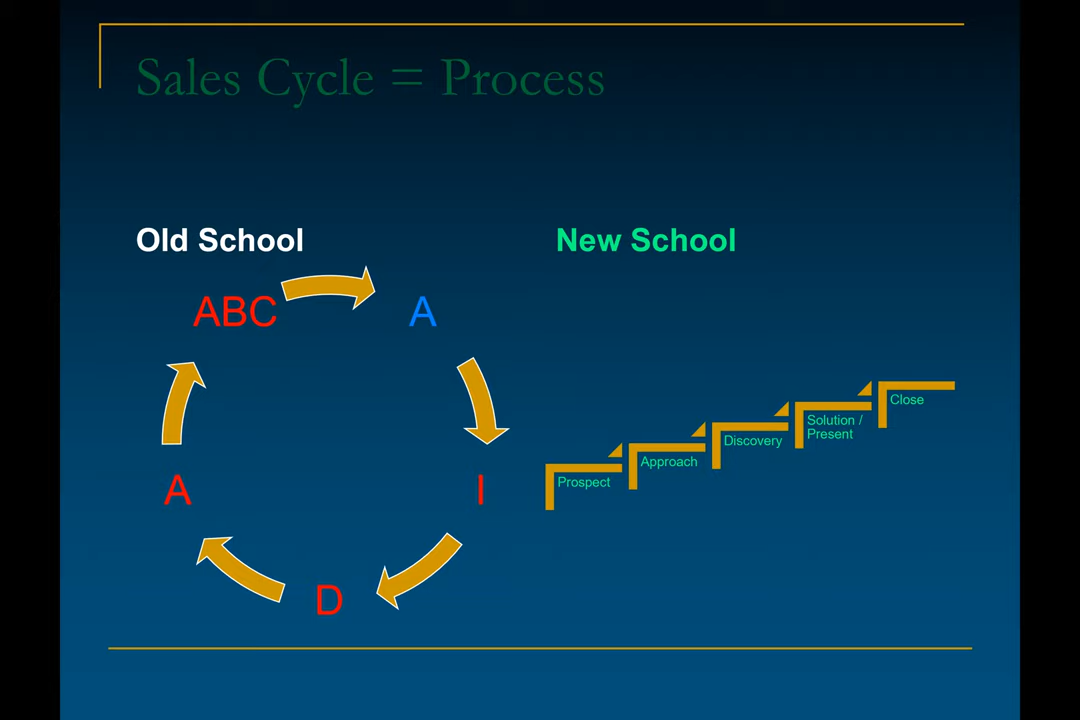 Sales Cycle = Process
Old School
ABC
A
I
D
A
New School
Prospect
Approach
Discovery
Solution /
Present
Close